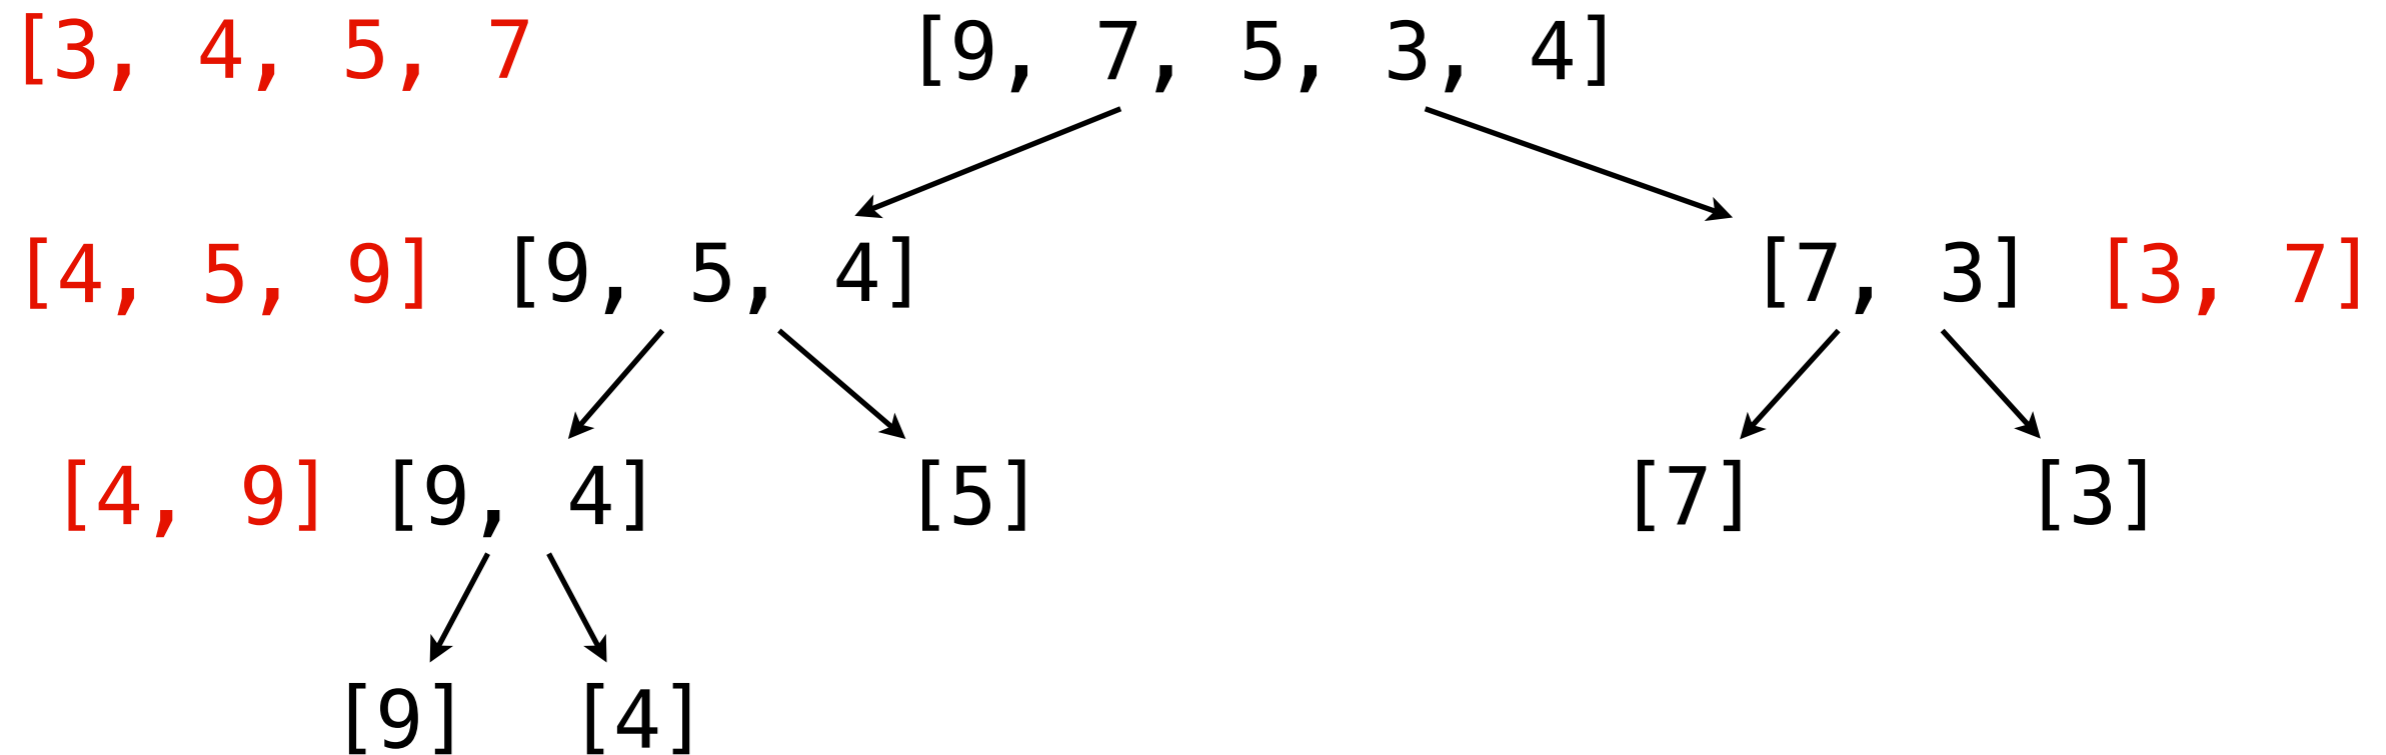 [3, 4, 5, 7 [9, 7, 5, 3, 4]
[4, 5, 9] [9, 5, 4] [7, 3] [3, 7]
[4, 9] [9, 4] [5] [7] [3]
[9] [4]